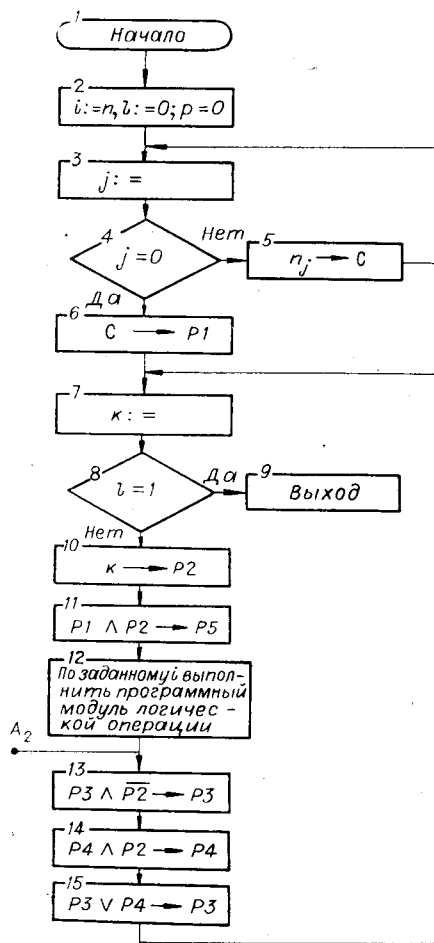 1
Начало
2
i:=n, l:=0; p=0
3
j:=
4
j=0
Нет
5
n_j → C
Да
6
C → P1
7
к:=
8
l=1
Да
9
Выход
Нет
10
к → P2
11
P1 ∧ P2 → P5
12
По заданному i выпол-
нить программный
модуль логичес -
кой операции
A₂
13
P3 ∧ P̅2̅ → P3
14
P4 ∧ P2 → P4
15
P3 ∨ P4 → P3